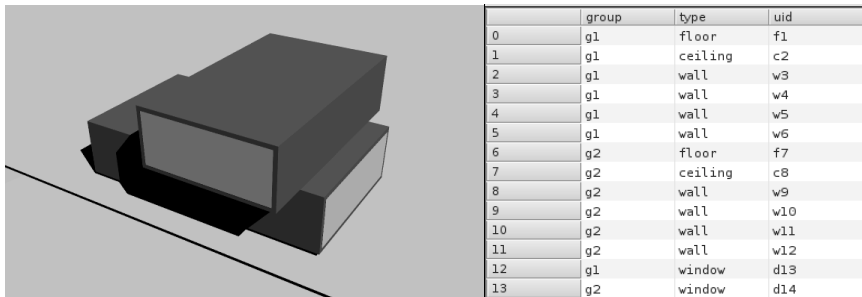 group type uid
0 g1 floor f1
1 g1 ceiling c2
2 g1 wall w3
3 g1 wall w4
4 g1 wall w5
5 g1 wall w6
6 g2 floor f7
7 g2 ceiling c8
8 g2 wall w9
9 g2 wall w10
10 g2 wall w11
11 g2 wall w12
12 g1 window d13
13 g2 window d14